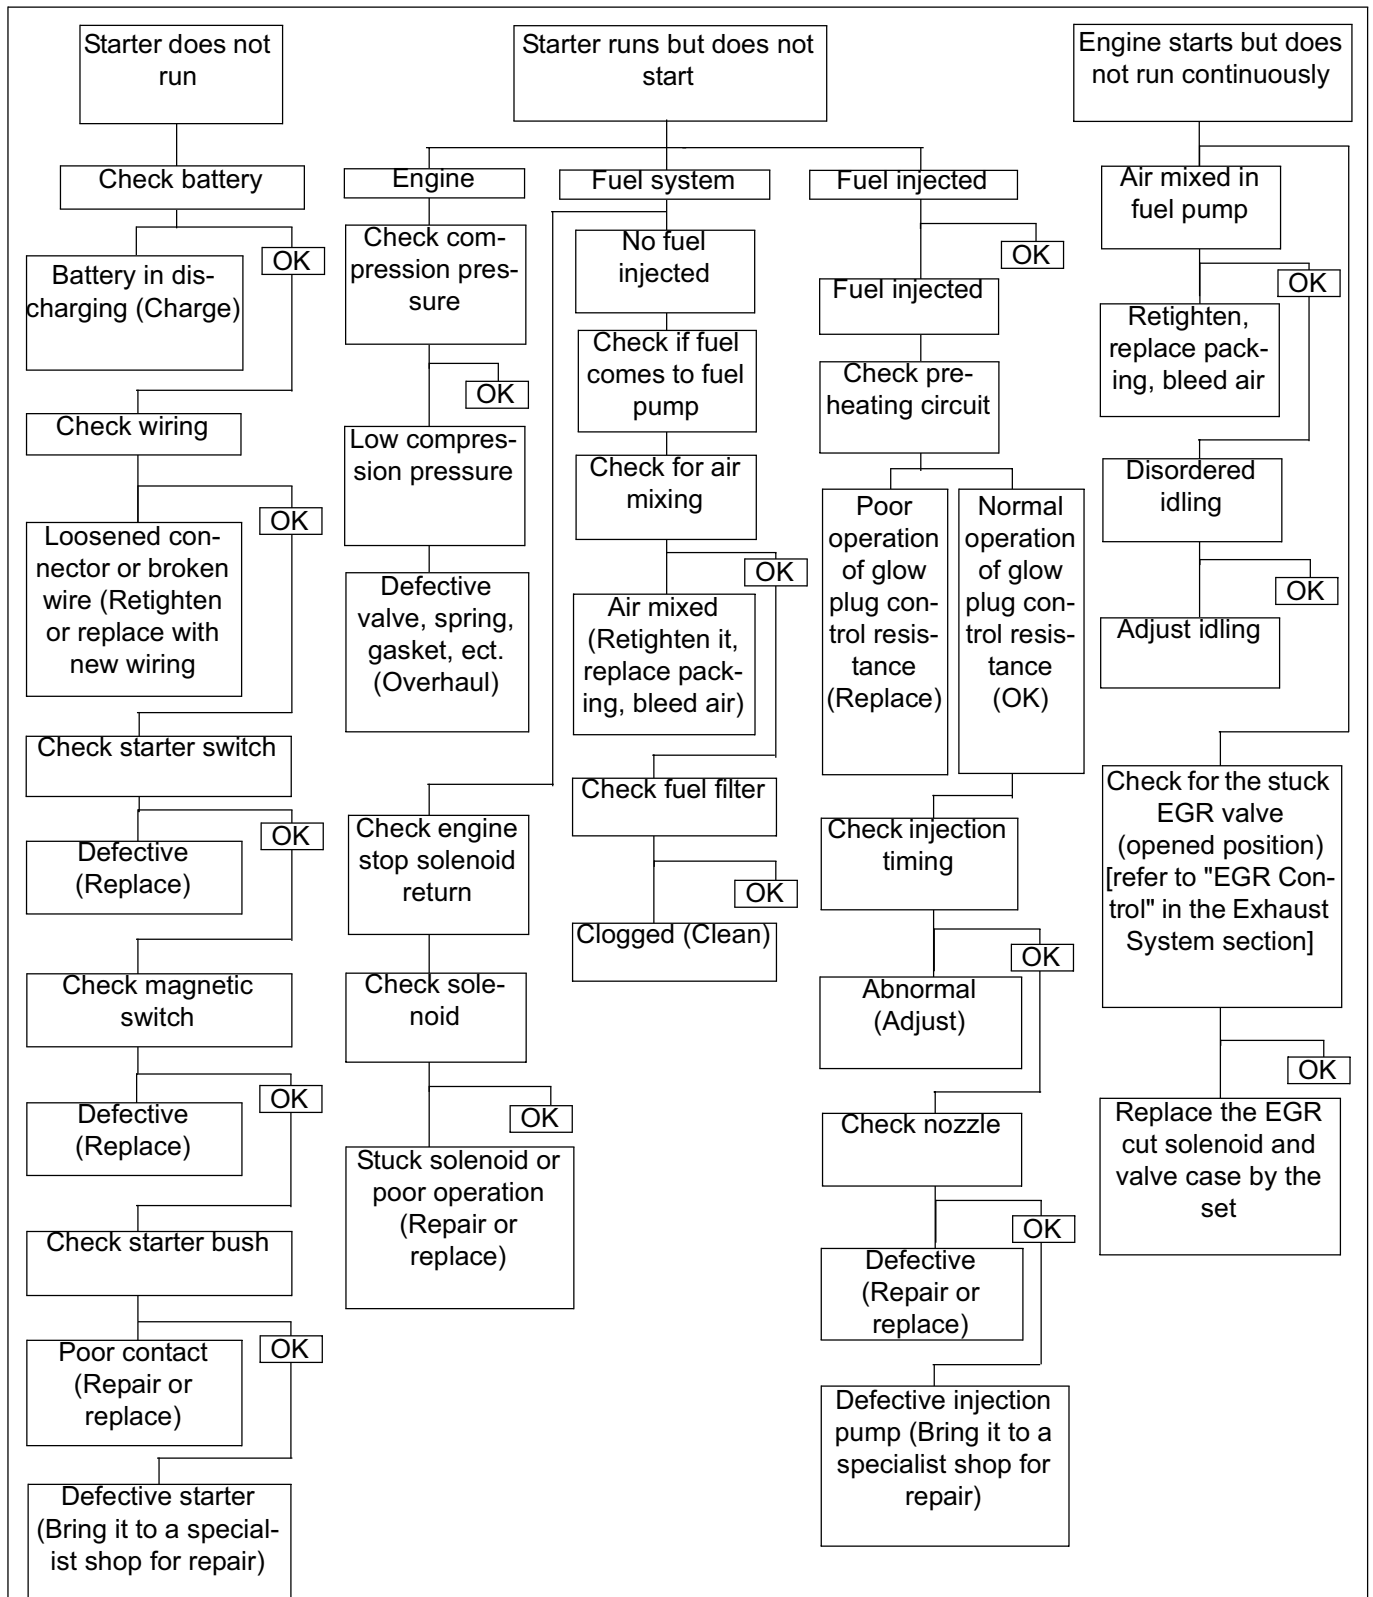 Starter does not
run
Check battery
OK
Battery in dis-
charging (Charge)
Check wiring
OK
Loosened con-
nector or broken
wire (Retighten
or replace with
new wiring
Check starter switch
OK
Defective
(Replace)
Check magnetic
switch
OK
Defective
(Replace)
Check starter bush
OK
Poor contact
(Repair or
replace)
Defective starter
(Bring it to a special-
ist shop for repair)
Starter runs but does not
start
Engine
Check com-
pression pres-
sure
OK
Low compres-
sion pressure
Defective
valve, spring,
gasket, ect.
(Overhaul)
Check engine
stop solenoid
return
Check sole-
noid
OK
Stuck solenoid or
poor operation
(Repair or
replace)
Fuel system
No fuel
injected
Check if fuel
comes to fuel
pump
Check for air
mixing
OK
Air mixed
(Retighten it,
replace pack-
ing, bleed air)
Check fuel filter
OK
Clogged (Clean)
Fuel injected
OK
Fuel injected
Check pre-
heating circuit
Poor
operation
of glow
plug con-
trol resis-
tance
(Replace)
Normal
operation
of glow
plug con-
trol resis-
tance
(OK)
Check injection
timing
OK
Abnormal
(Adjust)
Check nozzle
OK
Defective
(Repair or
replace)
Defective injection
pump (Bring it to a
specialist shop for
repair)
Engine starts but does
not run continuously
Air mixed in
fuel pump
OK
Retighten,
replace pack-
ing, bleed air
Disordered
idling
OK
Adjust idling
Check for the stuck
EGR valve
(opened position)
[refer to "EGR Con-
trol" in the Exhaust
System section]
OK
Replace the EGR
cut solenoid and
valve case by the
set